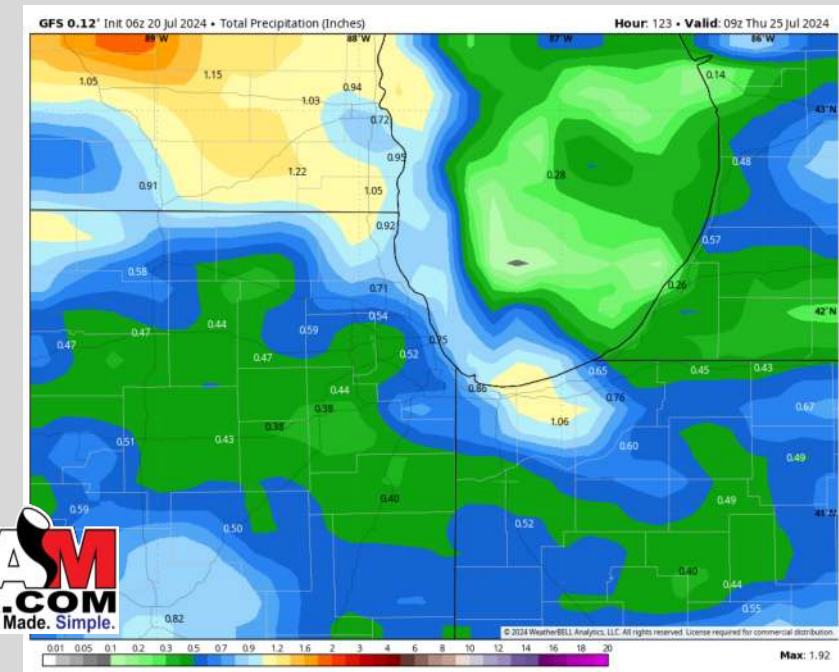 GFS 0.12° Init 06z 20 Jul 2024 • Total Precipitation (Inches)
Hour: 123 • Valid: 09z Thu 25 Jul 2024
89°W 88°W 87°W 86°W
1.05 1.15 0.94 0.14
1.03 43°N
0.72
0.95 0.48
1.22 0.28
0.91 1.05
0.92
0.57
0.58
0.71 0.26
0.54 42°N
0.47 0.47 0.44 0.59
0.75
0.47 0.52
0.65 0.45 0.43
0.44 0.86
0.38 0.76 0.67
0.38 1.06
0.51 0.43 0.60
0.49
0.40 0.49
0.59 41°N
0.50 0.52
0.40
0.44
0.55
0.82
AM
.COM
Made. Simple.
© 2024 WeatherBELL Analytics, LLC. All rights reserved. License required for commercial distribution.
0.01 0.05 0.1 0.2 0.3 0.5 0.7 0.9 1.2 1.6 2 3 4 6 8 10 12 14 16 18 20
Max: 1.92